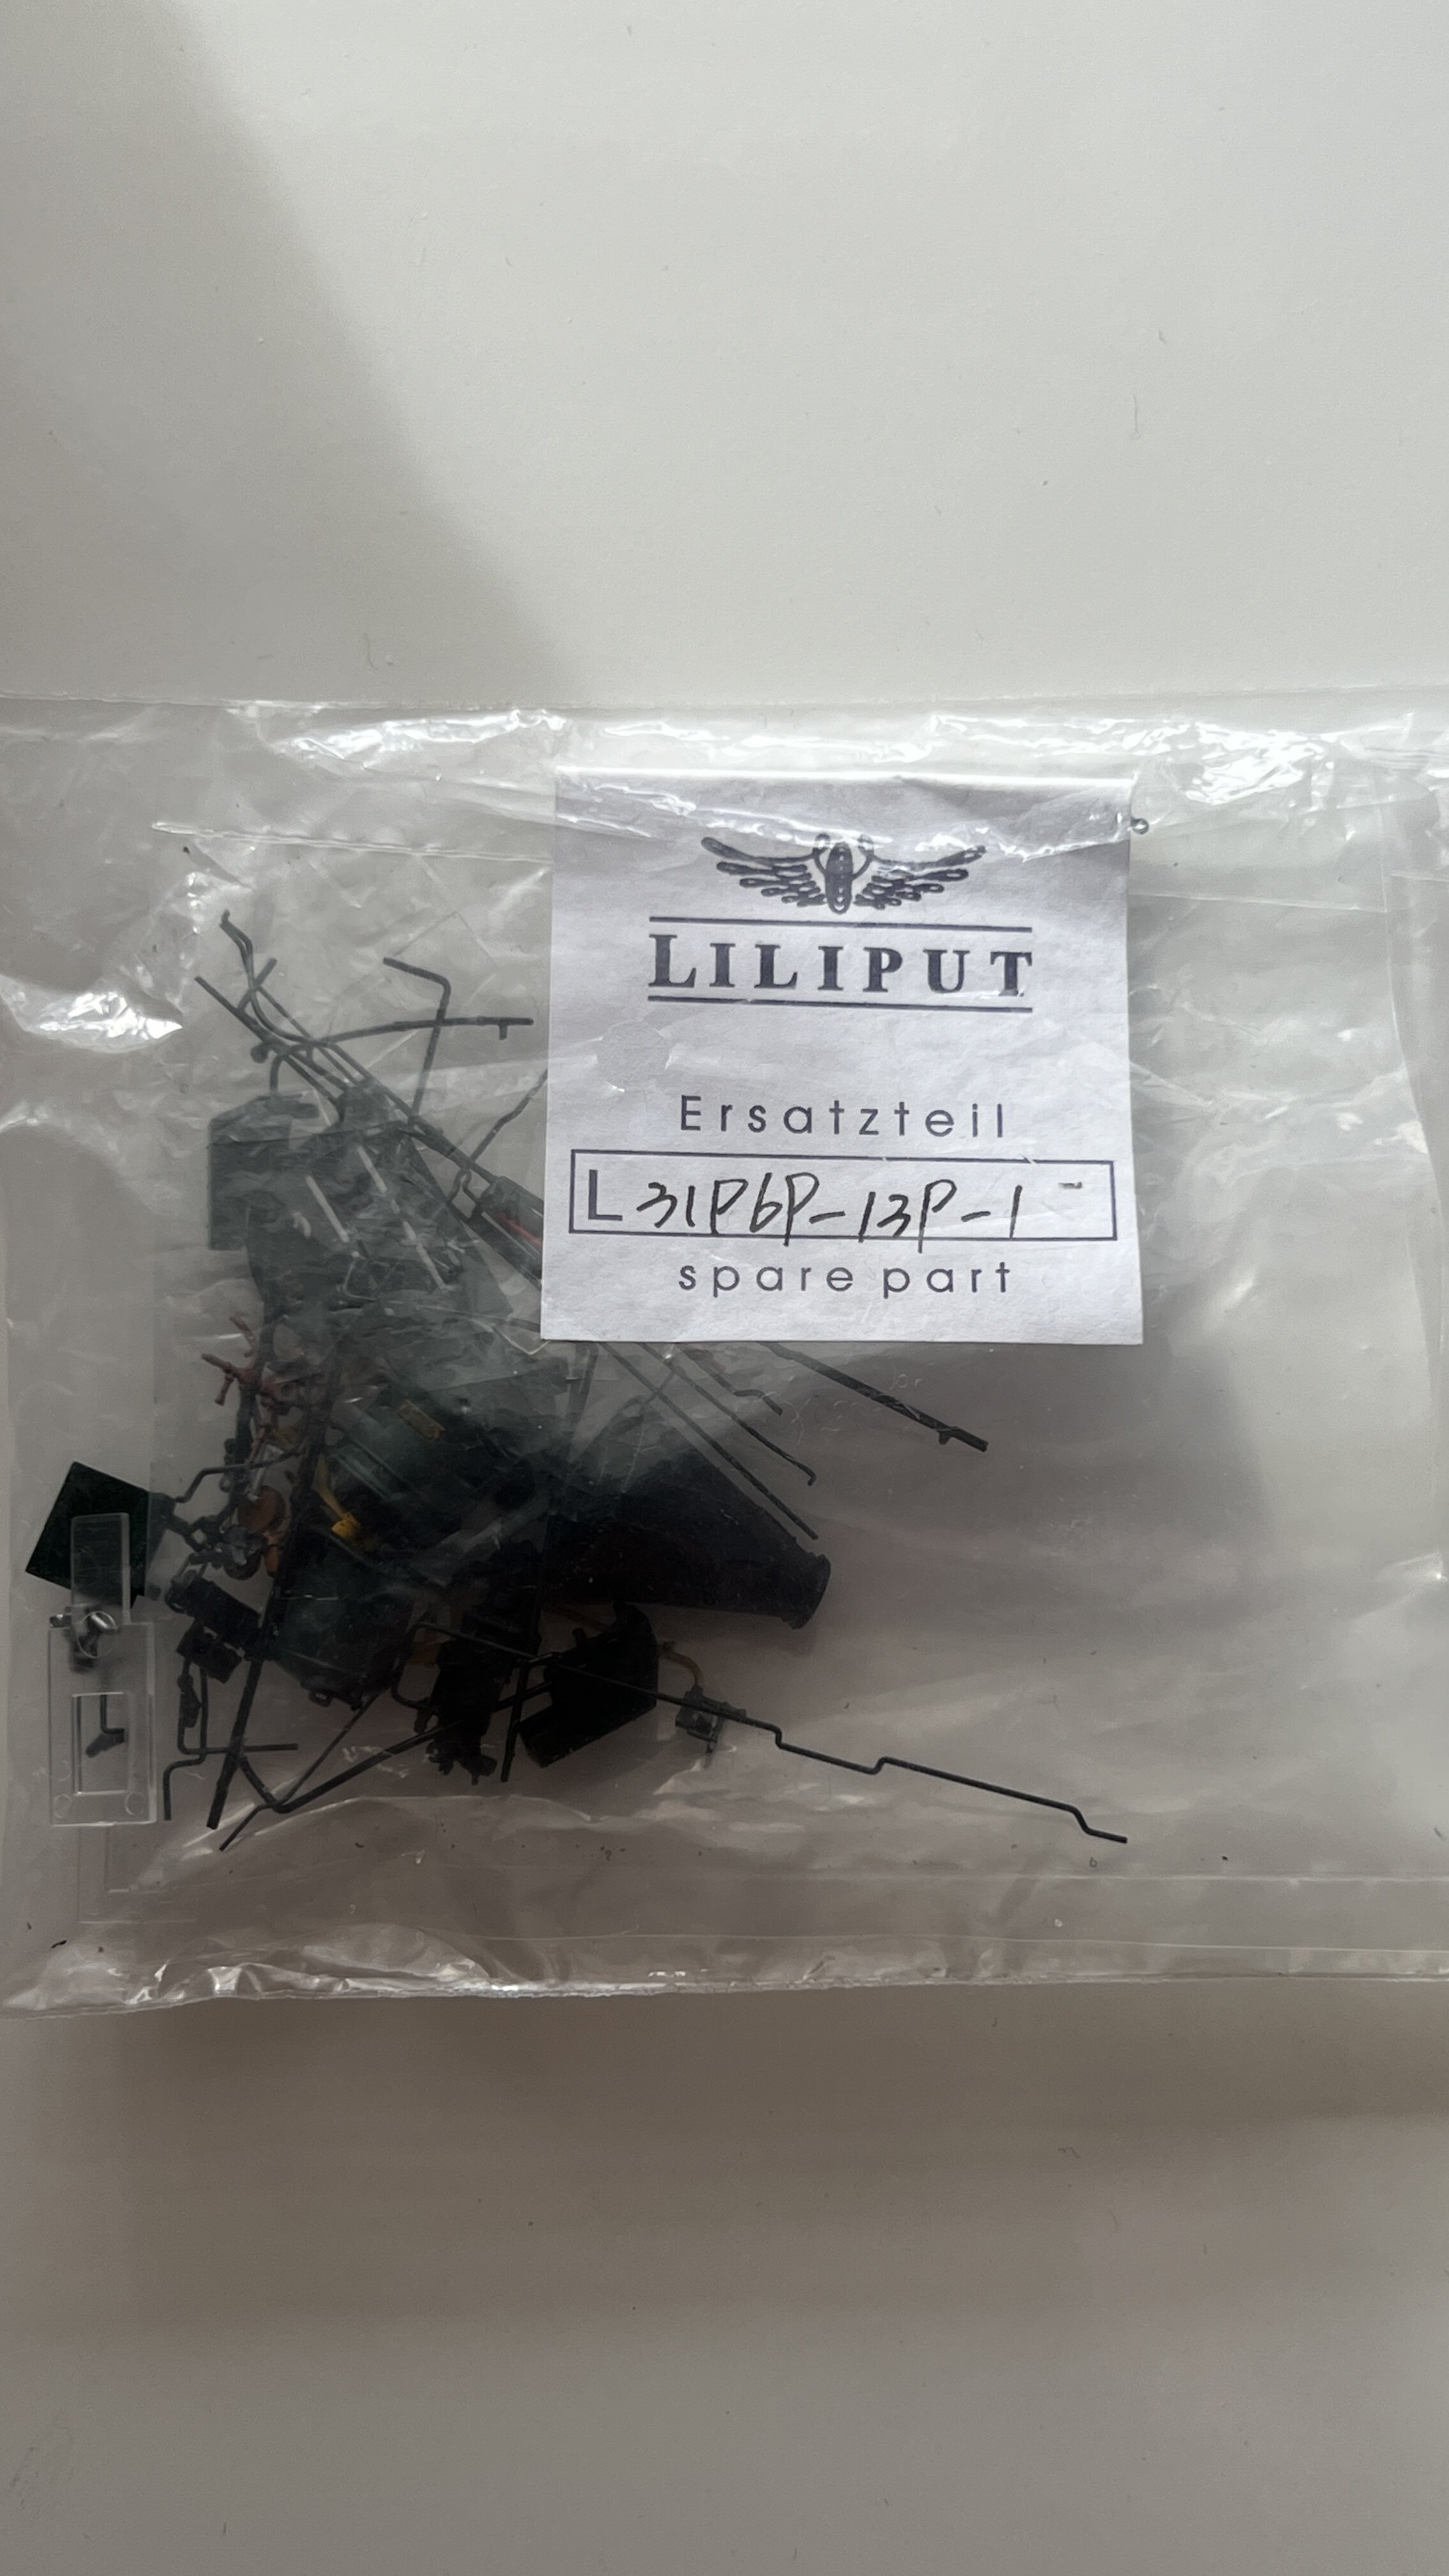 LILIPUT
Ersatzteil
L 31P6P-13P-1
spare part